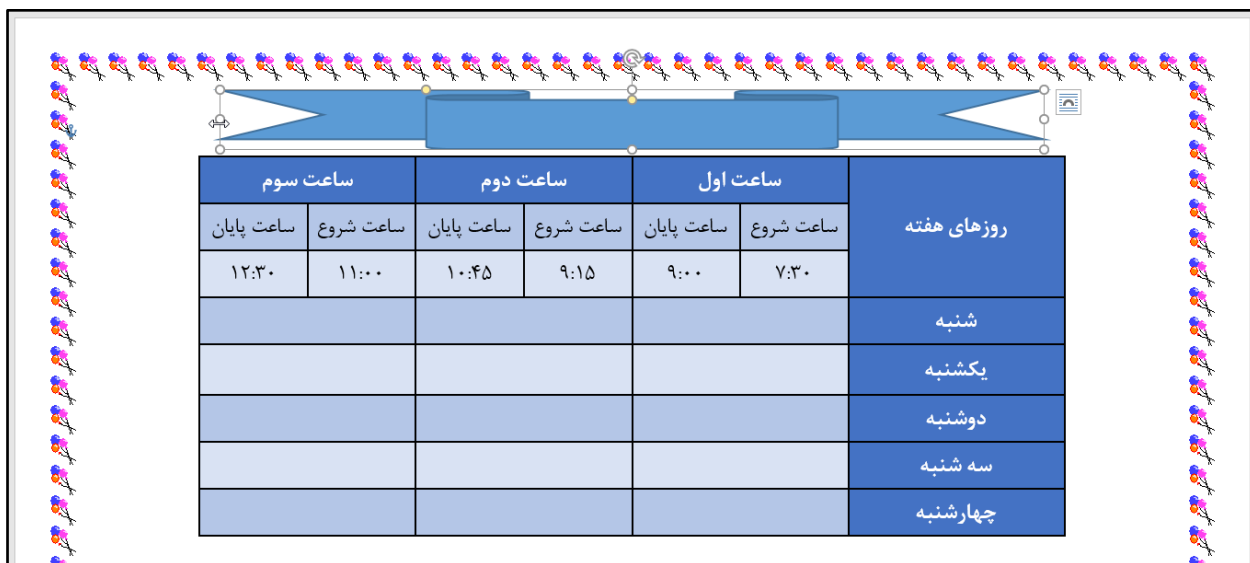 روزهای هفته ساعت اول ساعت دوم ساعت سوم
ساعت شروع ساعت پایان ساعت شروع ساعت پایان ساعت شروع ساعت پایان
۷:۳۰ ۹:۰۰ ۹:۱۵ ۱۰:۴۵ ۱۱:۰۰ ۱۲:۳۰
شنبه
یکشنبه
دوشنبه
سه شنبه
چهارشنبه